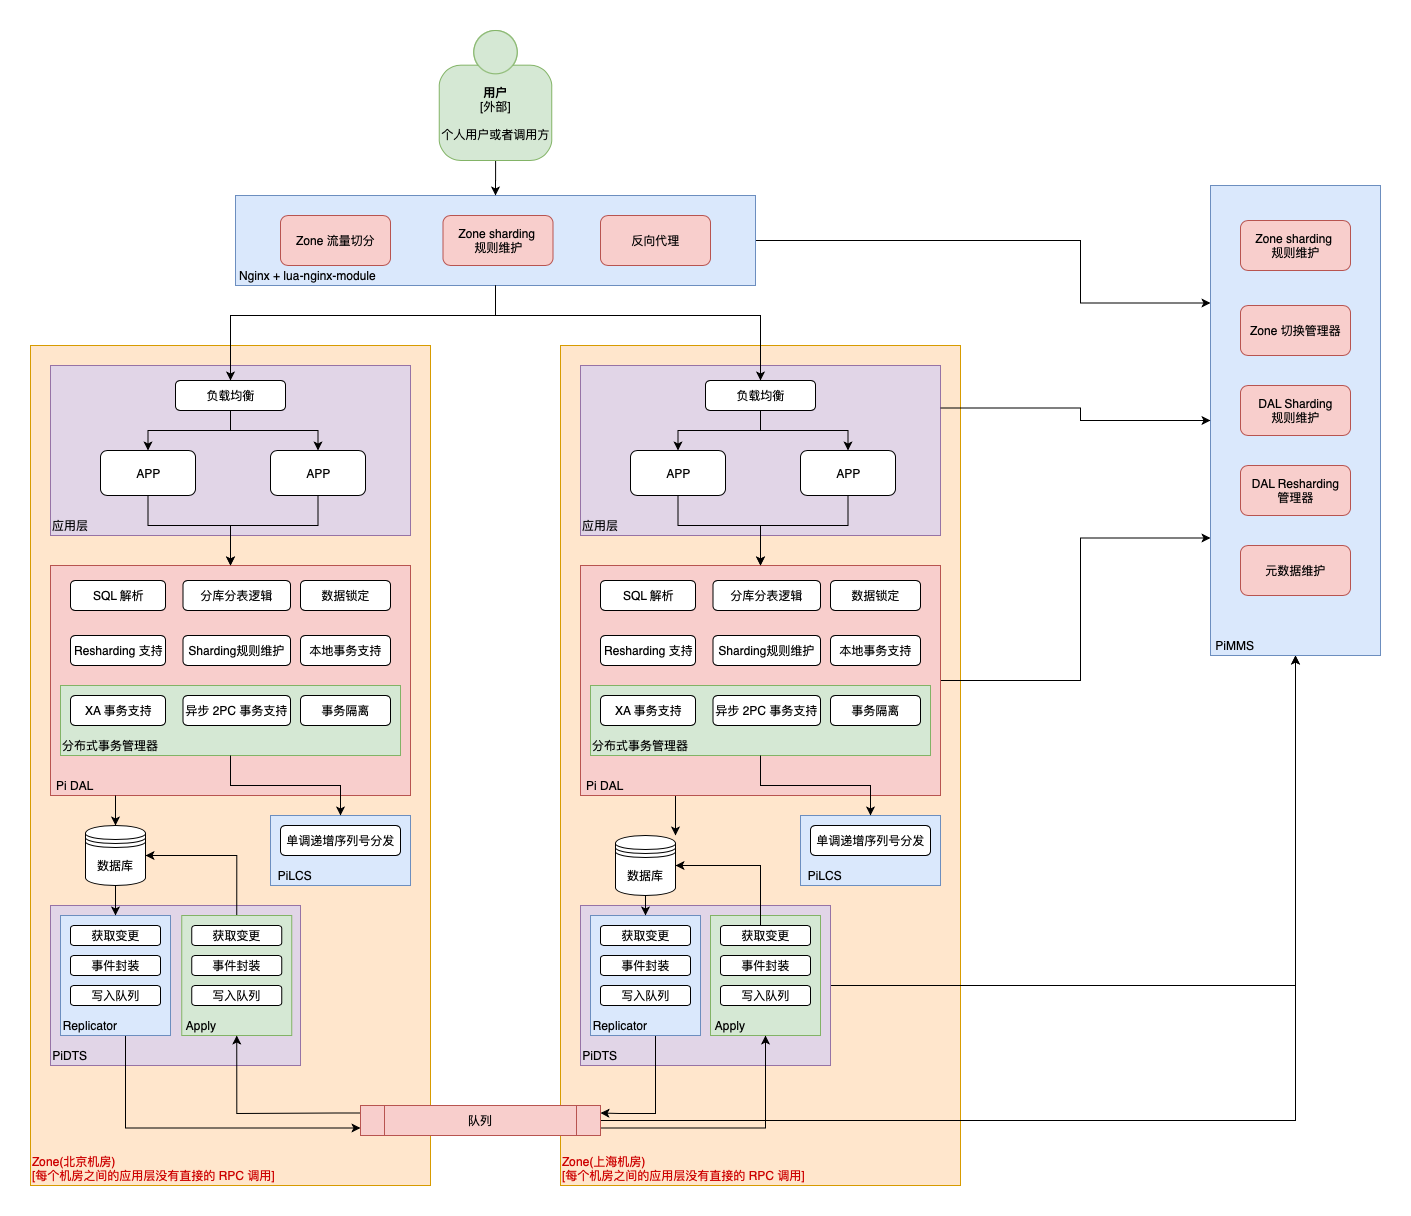 用户
[外部]
个人用户或者调用方
Zone 流量切分
Zone sharding
规则维护
反向代理
Nginx + lua-nginx-module
负载均衡
APP
APP
应用层
SQL 解析
分库分表逻辑
数据锁定
Resharding 支持
Sharding规则维护
本地事务支持
XA 事务支持
异步 2PC 事务支持
事务隔离
分布式事务管理器
Pi DAL
数据库
单调递增序列号分发
PiLCS
获取变更
事件封装
写入队列
Replicator
获取变更
事件封装
写入队列
Apply
PiDTS
Zone(北京机房)
[每个机房之间的应用层没有直接的 RPC 调用]
负载均衡
APP
APP
应用层
SQL 解析
分库分表逻辑
数据锁定
Resharding 支持
Sharding规则维护
本地事务支持
XA 事务支持
异步 2PC 事务支持
事务隔离
分布式事务管理器
Pi DAL
数据库
单调递增序列号分发
PiLCS
获取变更
事件封装
写入队列
Replicator
获取变更
事件封装
写入队列
Apply
PiDTS
队列
Zone(上海机房)
[每个机房之间的应用层没有直接的 RPC 调用]
Zone sharding
规则维护
Zone 切换管理器
DAL Sharding
规则维护
DAL Resharding
管理器
元数据维护
PiMMS